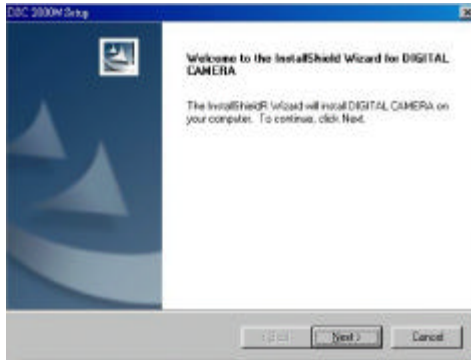 DSC 2000M Setup
Welcome to the InstallShield Wizard for DIGITAL
CAMERA
The InstallShieldR Wizard will install DIGITAL CAMERA on
your computer. To continue, click Next.
< Back
Next >
Cancel